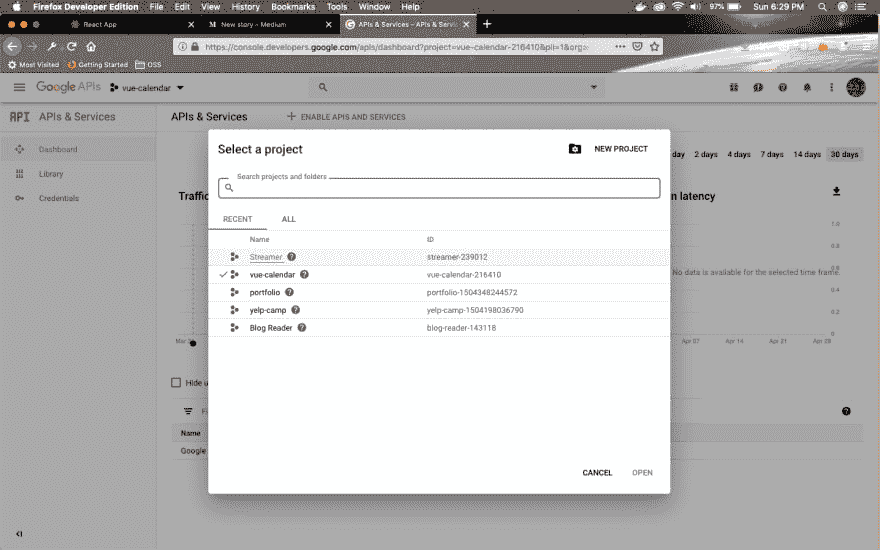 Firefox Developer Edition File Edit View History Bookmarks Tools Window Help 97% Sun 6:29 PM
React App New story – Medium APIs & Services – APIs & Servic
https://console.developers.google.com/apis/dashboard?project=vue-calendar-216410&pli=1&orga
Most Visited Getting Started OSS
Google APIs vue-calendar
API APIs & Services APIs & Services ENABLE APIS AND SERVICES
Dashboard
Library
Credentials
Select a project NEW PROJECT
day 2 days 4 days 7 days 14 days 30 days
Search projects and folders
Traffic n latency
RECENT ALL
1.0
Name ID
0.8
Streamer streamer-239012
vue-calendar vue-calendar-216410
No data is available for the selected time frame.
0.6
portfolio portfolio-1504348244572
0.4
yelp-camp yelp-camp-1504198036790
0.2
Blog Reader blog-reader-143118
0
Mar Apr 07 Apr 14 Apr 21 Apr 28
Hide u
Name
Google
CANCEL OPEN